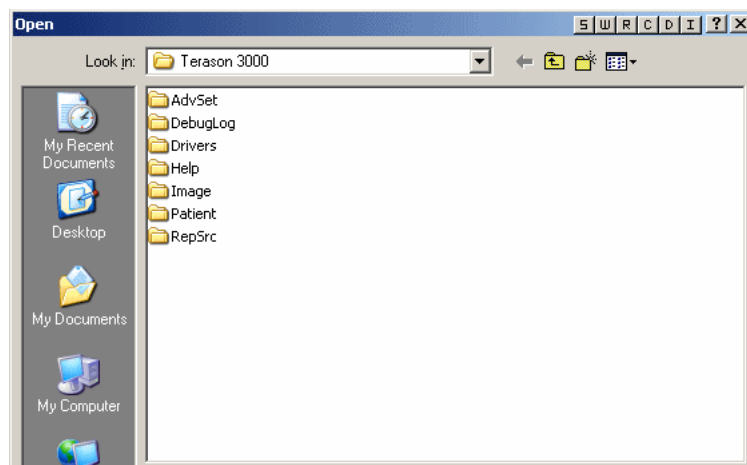 Open
S W R C D I ? X
Look in: Terason 3000
AdvSet
DebugLog
Drivers
Help
Image
Patient
RepSrc
My Recent
Documents
Desktop
My Documents
My Computer